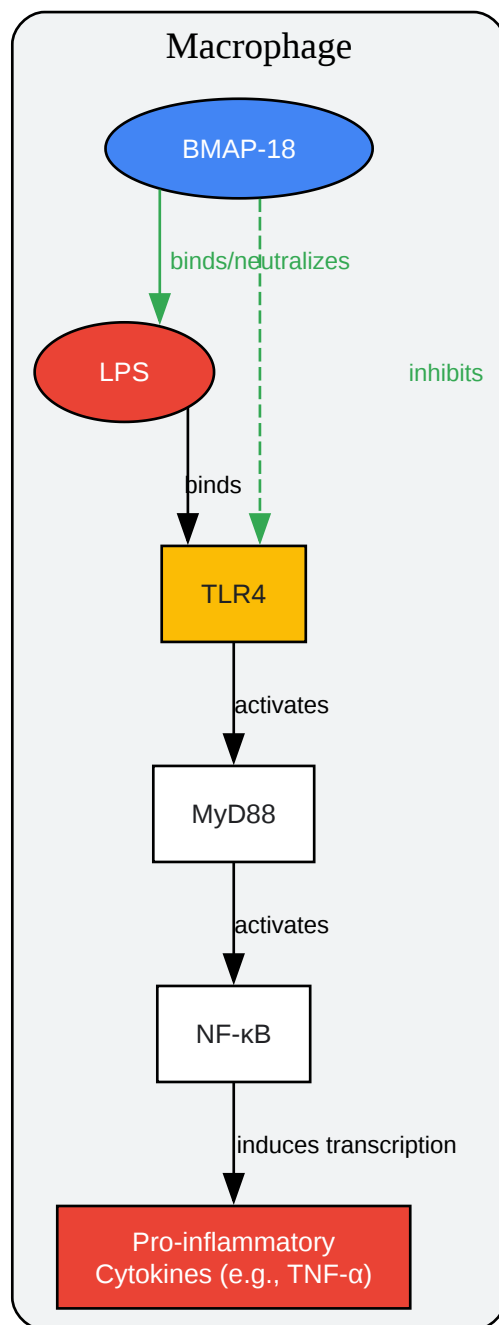 Macrophage
BMAP-18
binds/neutralizes
LPS
inhibits
binds
TLR4
activates
MyD88
activates
NF-κB
induces transcription
Pro-inflammatory
Cytokines (e.g., TNF-α)